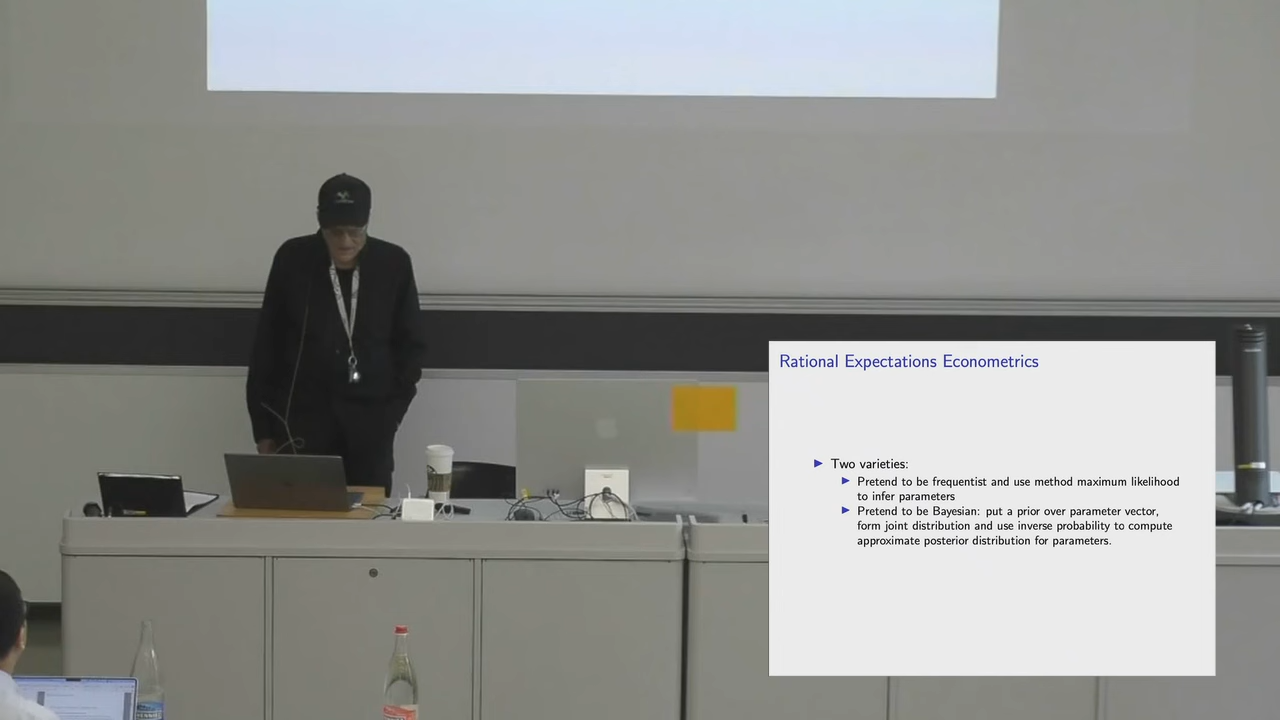 Rational Expectations Econometrics
▶ Two varieties:
▶ Pretend to be frequentist and use method maximum likelihood
to infer parameters
▶ Pretend to be Bayesian: put a prior over parameter vector,
form joint distribution and use inverse probability to compute
approximate posterior distribution for parameters.